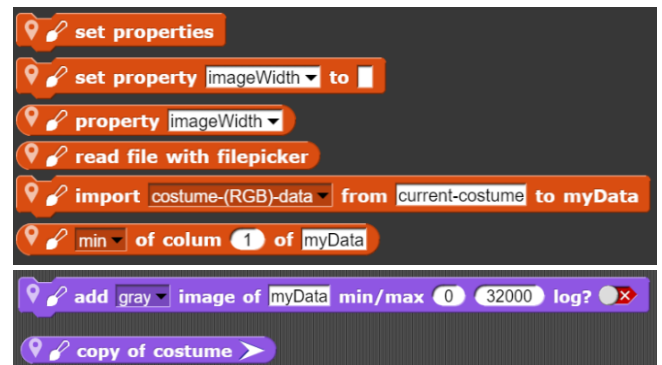 set properties
set property imageWidth to
property imageWidth
read file with filepicker
import costume-(RGB)-data from current-costume to myData
min of colum 1 of myData
add gray image of myData min/max 0 32000 log?
copy of costume